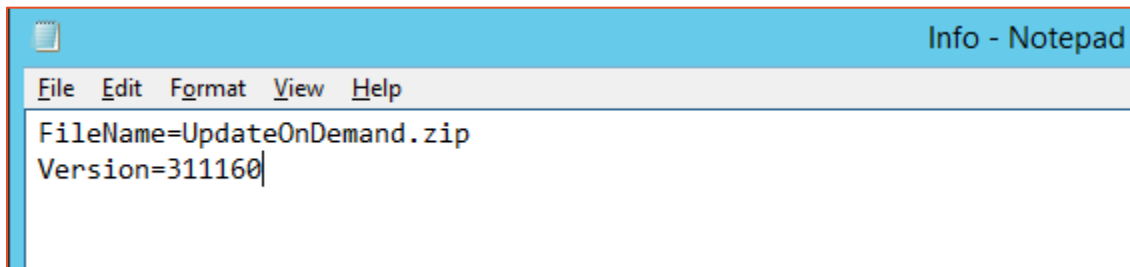 Info - Notepad
File Edit Format View Help
FileName=UpdateOnDemand.zip
Version=311160